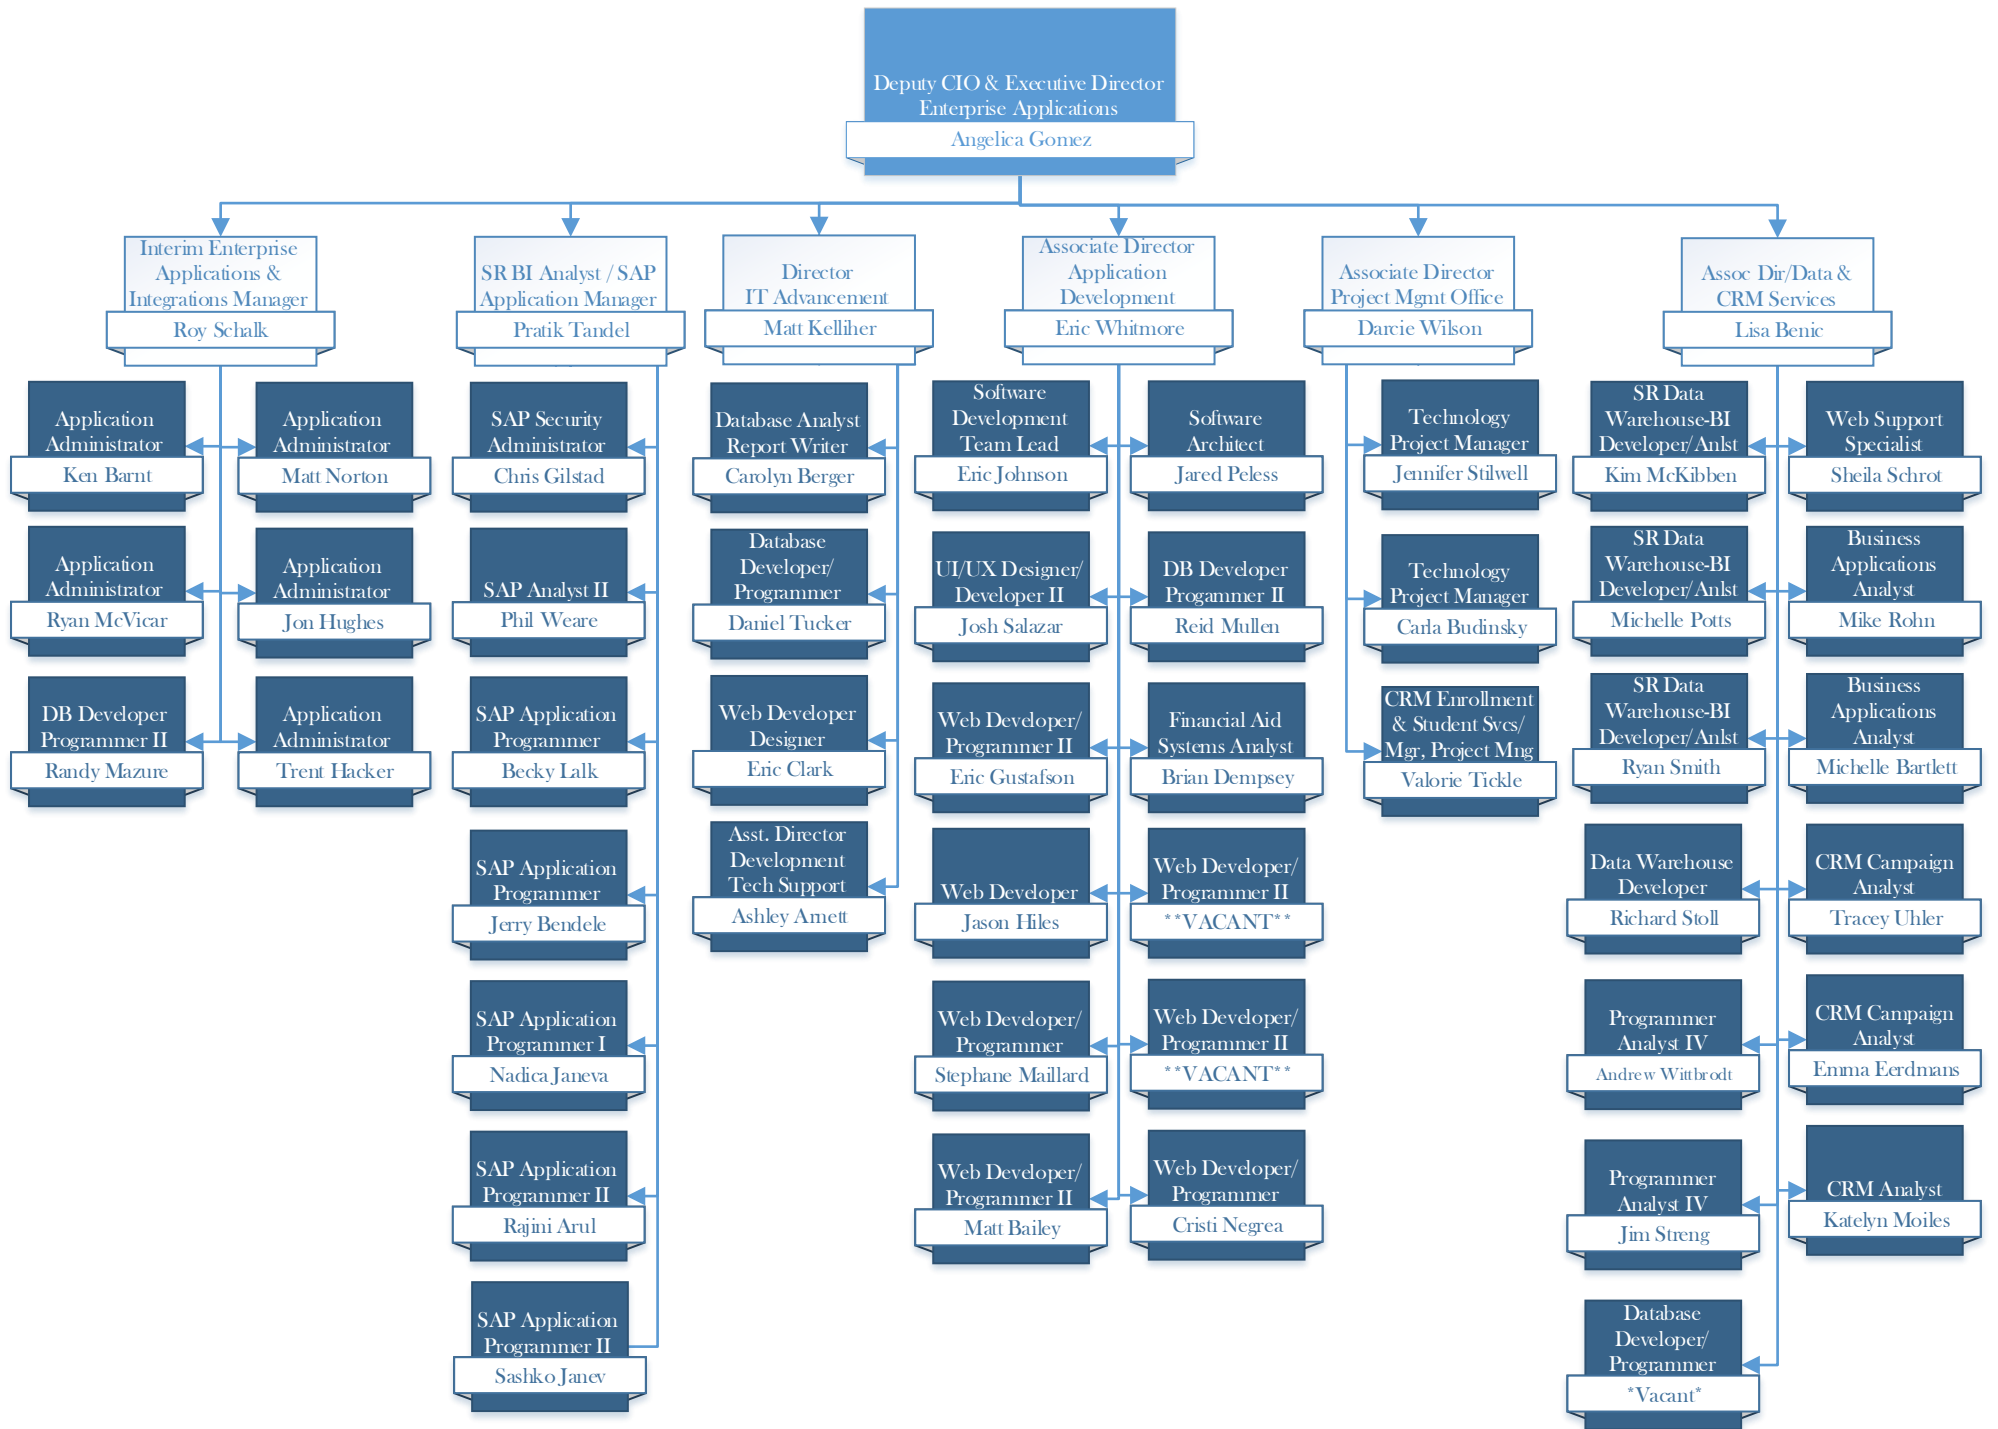 Deputy CIO & Executive Director
Enterprise Applications
Angelica Gomez
Interim Enterprise
Applications &
Integrations Manager
Roy Schalk
SR BI Analyst / SAP
Application Manager
Pratik Tandel
Director
IT Advancement
Matt Kelliher
Associate Director
Application
Development
Eric Whitmore
Associate Director
Project Mgmt Office
Darcie Wilson
Assoc Dir/Data &
CRM Services
Lisa Benic
Application
Administrator
Ken Barnt
Application
Administrator
Matt Norton
Application
Administrator
Ryan McVicar
Application
Administrator
Jon Hughes
DB Developer
Programmer II
Randy Mazure
Application
Administrator
Trent Hacker
SAP Security
Administrator
Chris Gilstad
SAP Analyst II
Phil Weare
SAP Application
Programmer
Becky Lalk
SAP Application
Programmer
Jerry Bendele
SAP Application
Programmer I
Nadica Janeva
SAP Application
Programmer II
Rajini Arul
SAP Application
Programmer II
Sashko Janev
Database Analyst
Report Writer
Carolyn Berger
Database
Developer/
Programmer
Daniel Tucker
Web Developer
Designer
Eric Clark
Asst. Director
Development
Tech Support
Ashley Arnett
Software
Development
Team Lead
Eric Johnson
Software
Architect
Jared Peless
UI/UX Designer/
Developer II
Josh Salazar
DB Developer
Progammer II
Reid Mullen
Web Developer/
Programmer II
Eric Gustafson
Financial Aid
Systems Analyst
Brian Dempsey
Web Developer
Jason Hiles
Web Developer/
Programmer II
**VACANT**
Web Developer/
Programmer
Stephane Maillard
Web Developer/
Programmer II
**VACANT**
Web Developer/
Programmer II
Matt Bailey
Web Developer/
Programmer
Cristi Negrea
Technology
Project Manager
Jennifer Stilwell
Technology
Project Manager
Carla Budinsky
CRM Enrollment
& Student Svcs/
Mgr, Project Mng
Valorie Tickle
SR Data
Warehouse-BI
Developer/Anlst
Kim McKibben
Web Support
Specialist
Sheila Schrot
SR Data
Warehouse-BI
Developer/Anlst
Michelle Potts
Business
Applications
Analyst
Mike Rohn
SR Data
Warehouse-BI
Developer/Anlst
Ryan Smith
Business
Applications
Analyst
Michelle Bartlett
Data Warehouse
Developer
Richard Stoll
CRM Campaign
Analyst
Tracey Uhler
Programmer
Analyst IV
Andrew Wittbrodt
CRM Campaign
Analyst
Emma Eerdmans
Programmer
Analyst IV
Jim Streng
CRM Analyst
Katelyn Moiles
Database
Developer/
Programmer
*Vacant*